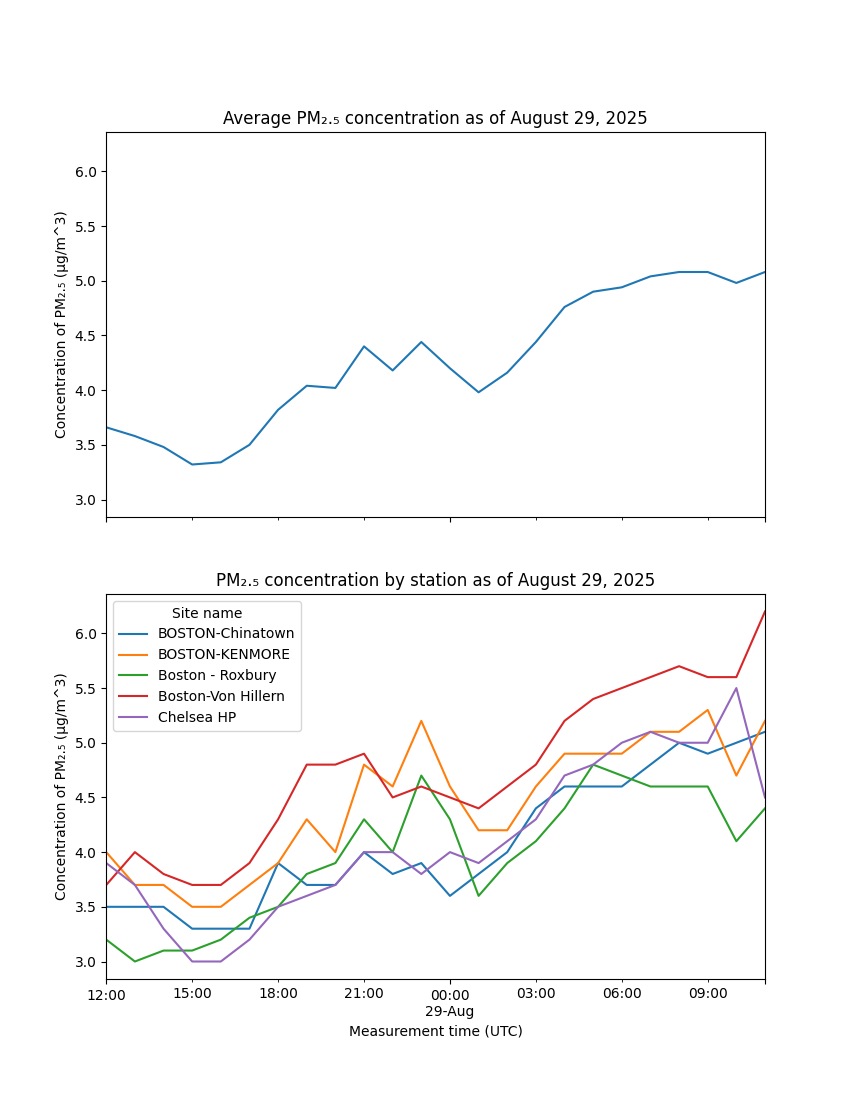 Average PM₂.₅ concentration as of August 29, 2025
Concentration of PM₂.₅ (μg/m^3)
6.0
5.5
5.0
4.5
4.0
3.5
3.0
PM₂.₅ concentration by station as of August 29, 2025
Concentration of PM₂.₅ (μg/m^3)
6.0
5.5
5.0
4.5
4.0
3.5
3.0
Site name
BOSTON-Chinatown
BOSTON-KENMORE
Boston - Roxbury
Boston-Von Hillern
Chelsea HP
12:00 15:00 18:00 21:00 00:00 03:00 06:00 09:00
29-Aug
Measurement time (UTC)